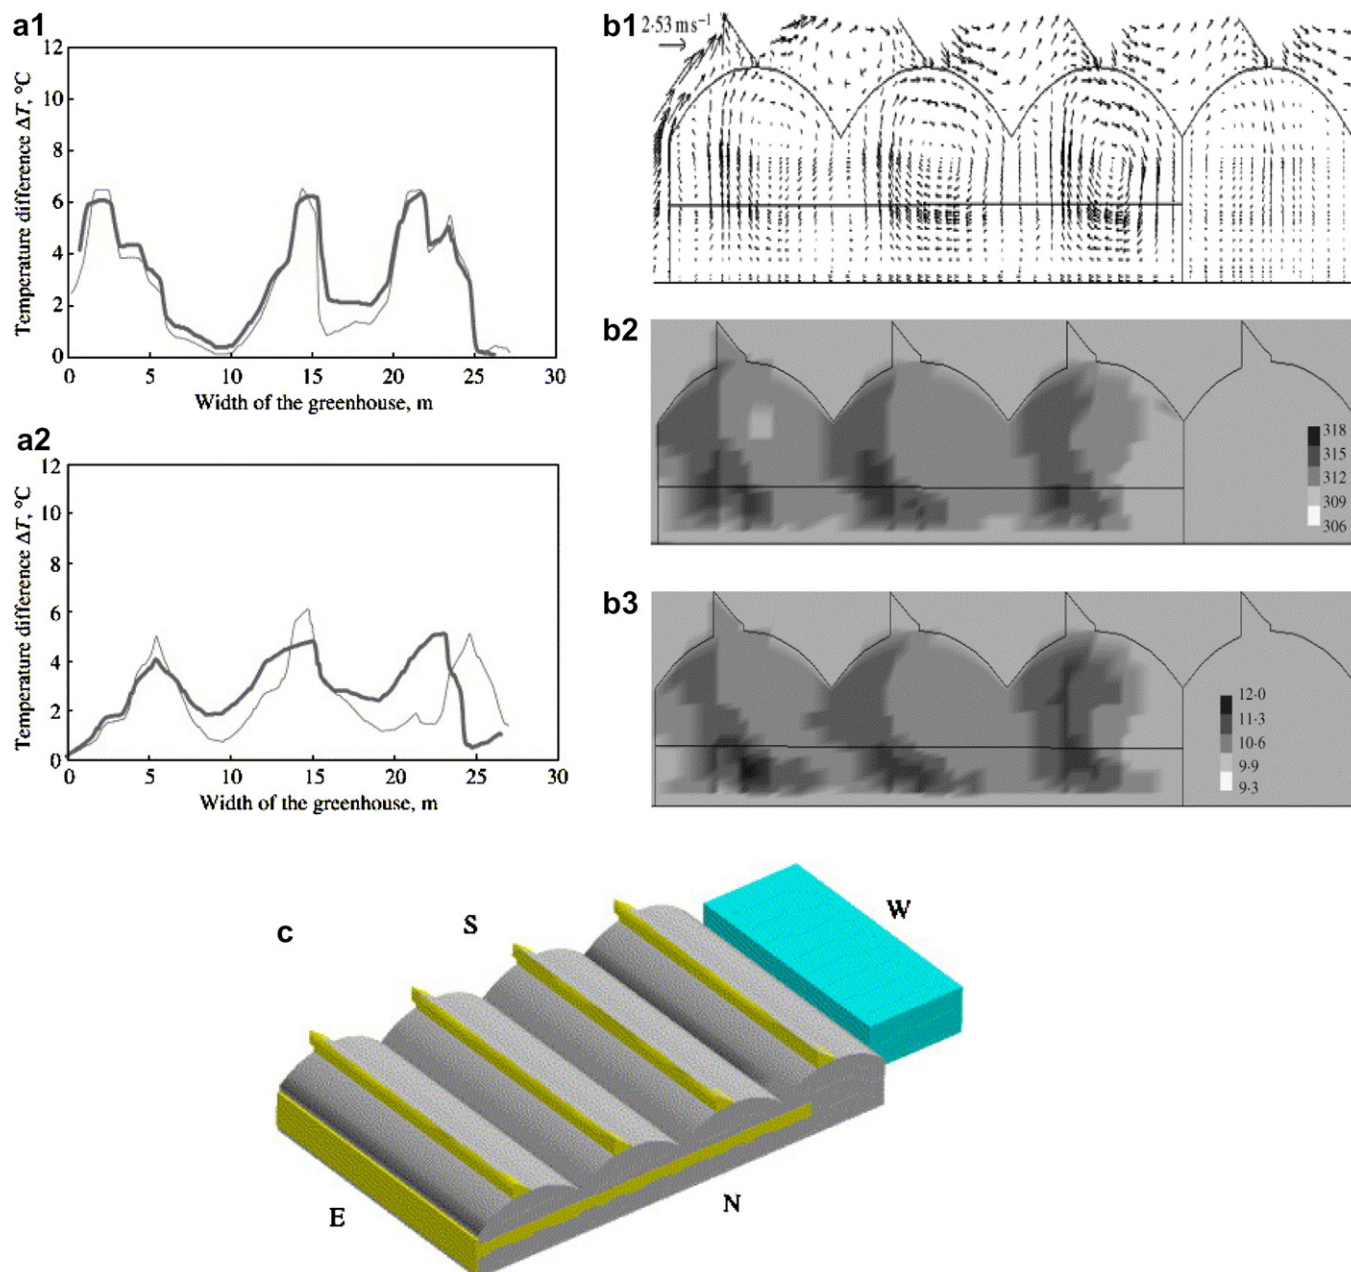 a1
12
10
8
6
4
2
0
Temperature difference ΔT, °C
0 5 10 15 20 25 30
Width of the greenhouse, m
a2
12
10
8
6
4
2
0
Temperature difference ΔT, °C
0 5 10 15 20 25 30
Width of the greenhouse, m
b1
2·53 ms⁻¹
b2
318
315
312
309
306
b3
12·0
11·3
10·6
9·9
9·3
c
S
W
E
N